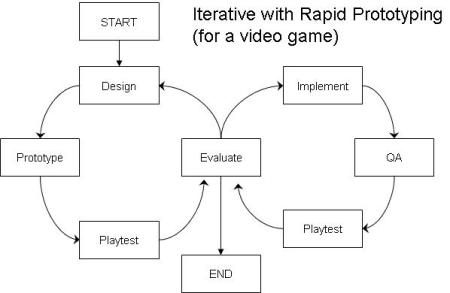 START
Iterative with Rapid Prototyping
(for a video game)
Design
Implement
Prototype
Evaluate
QA
Playtest
Playtest
END